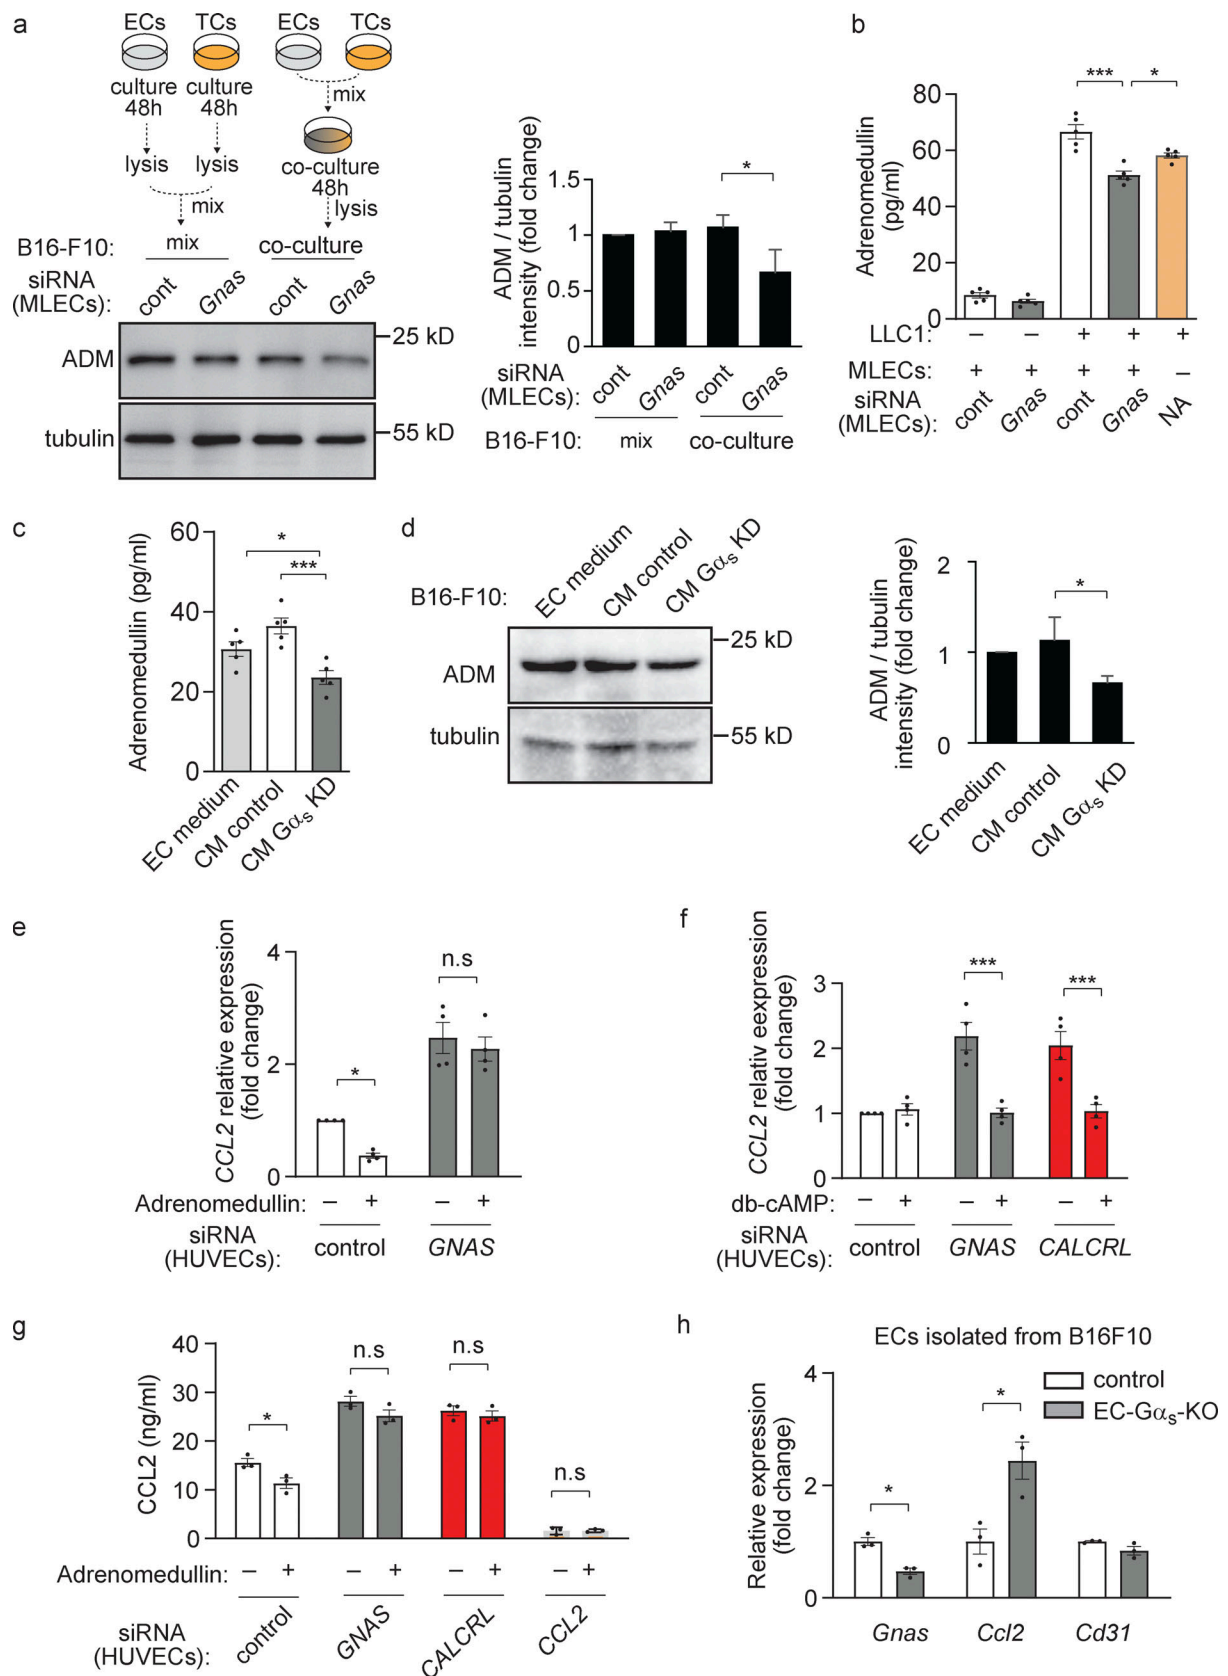 a
ECs TCs ECs TCs
culture 48h
culture 48h
mix
lysis lysis
co-culture 48h
mix
lysis
B16-F10: mix co-culture
siRNA (MLECs): cont Gnas cont Gnas
ADM
25 kD
tubulin
55 kD
ADM / tubulin
intensity (fold change)
1.5
1
0.5
0
*
siRNA (MLECs): cont Gnas cont Gnas
B16-F10: mix co-culture
b
Adrenomedullin
(pg/ml)
80
60
40
20
0
*** *
LLC1: – – + + +
MLECs: + + + + –
siRNA (MLECs): cont Gnas cont Gnas NA
c
Adrenomedullin (pg/ml)
60
40
20
0
*
***
EC medium
CM control
CM Gαs KD
d
B16-F10: EC medium CM control CM Gαs KD
ADM
25 kD
tubulin
55 kD
ADM / tubulin
intensity (fold change)
2
1
0
*
EC medium
CM control
CM Gαs KD
e
CCL2 relative expression
(fold change)
4
2
0
*
n.s
Adrenomedullin: – + – +
siRNA (HUVECs): control GNAS
f
CCL2 relativ eexpression
(fold change)
3
2
1
0
*** ***
db-cAMP: – + – + – +
siRNA (HUVECs): control GNAS CALCRL
g
CCL2 (ng/ml)
40
30
20
10
0
* n.s n.s n.s
Adrenomedullin: – + – + – + – +
siRNA (HUVECs): control GNAS CALCRL CCL2
h
ECs isolated from B16F10
control
EC-Gαs-KO
Relative expression
(fold change)
4
2
0
* *
Gnas Ccl2 Cd31